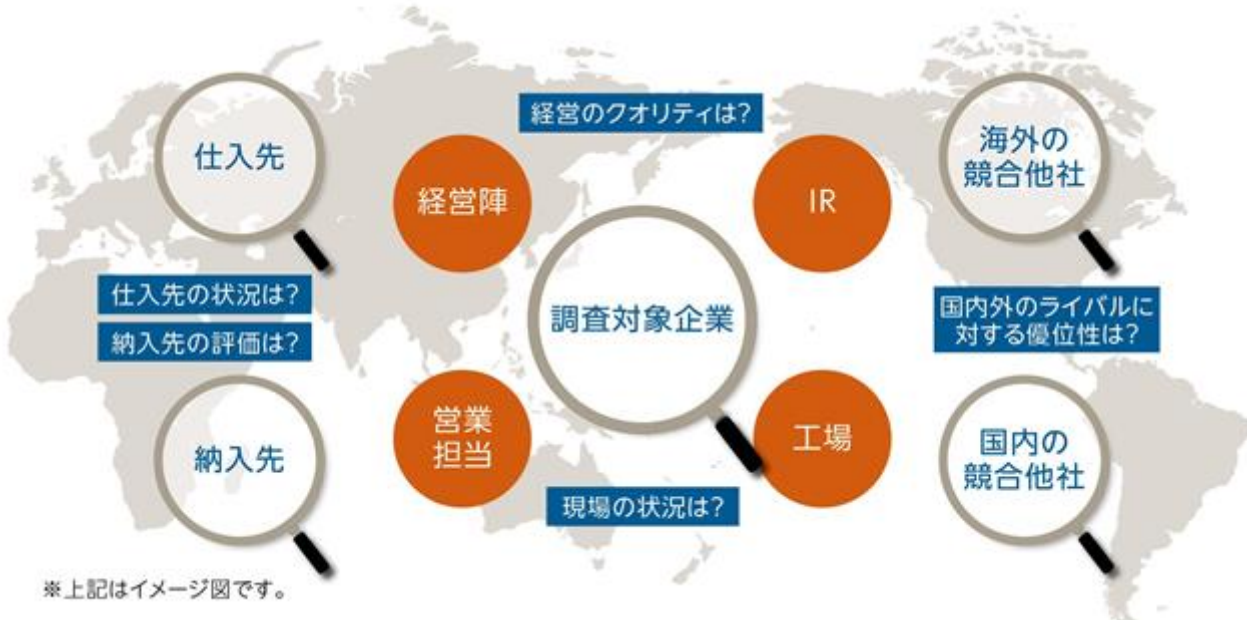 仕入先
仕入先の状況は?
納入先の評価は?
納入先
経営のクオリティは?
経営陣
IR
調査対象企業
営業
担当
工場
現場の状況は?
海外の
競合他社
国内外のライバルに
対する優位性は?
国内の
競合他社
※上記はイメージ図です。